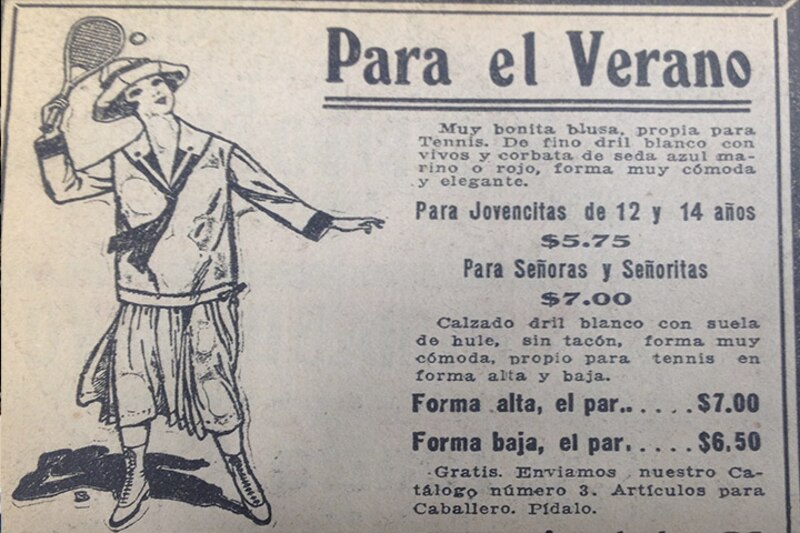 Para el Verano
Muy bonita blusa, propia para
Tennis. De fino dril blanco con
vivos y corbata de seda azul ma-
rino o rojo, forma muy cómoda
y elegante.
Para Jovencitas de 12 y 14 años
$5.75
Para Señoras y Señoritas
$7.00
Calzado dril blanco con suela
de hule, sin tacón, forma muy
cómoda, propio para tennis en
forma alta y baja.
Forma alta, el par......$7.00
Forma baja, el par......$6.50
Gratis. Enviamos nuestro Ca-
tálogo número 3. Artículos para
Caballero. Pídalo.